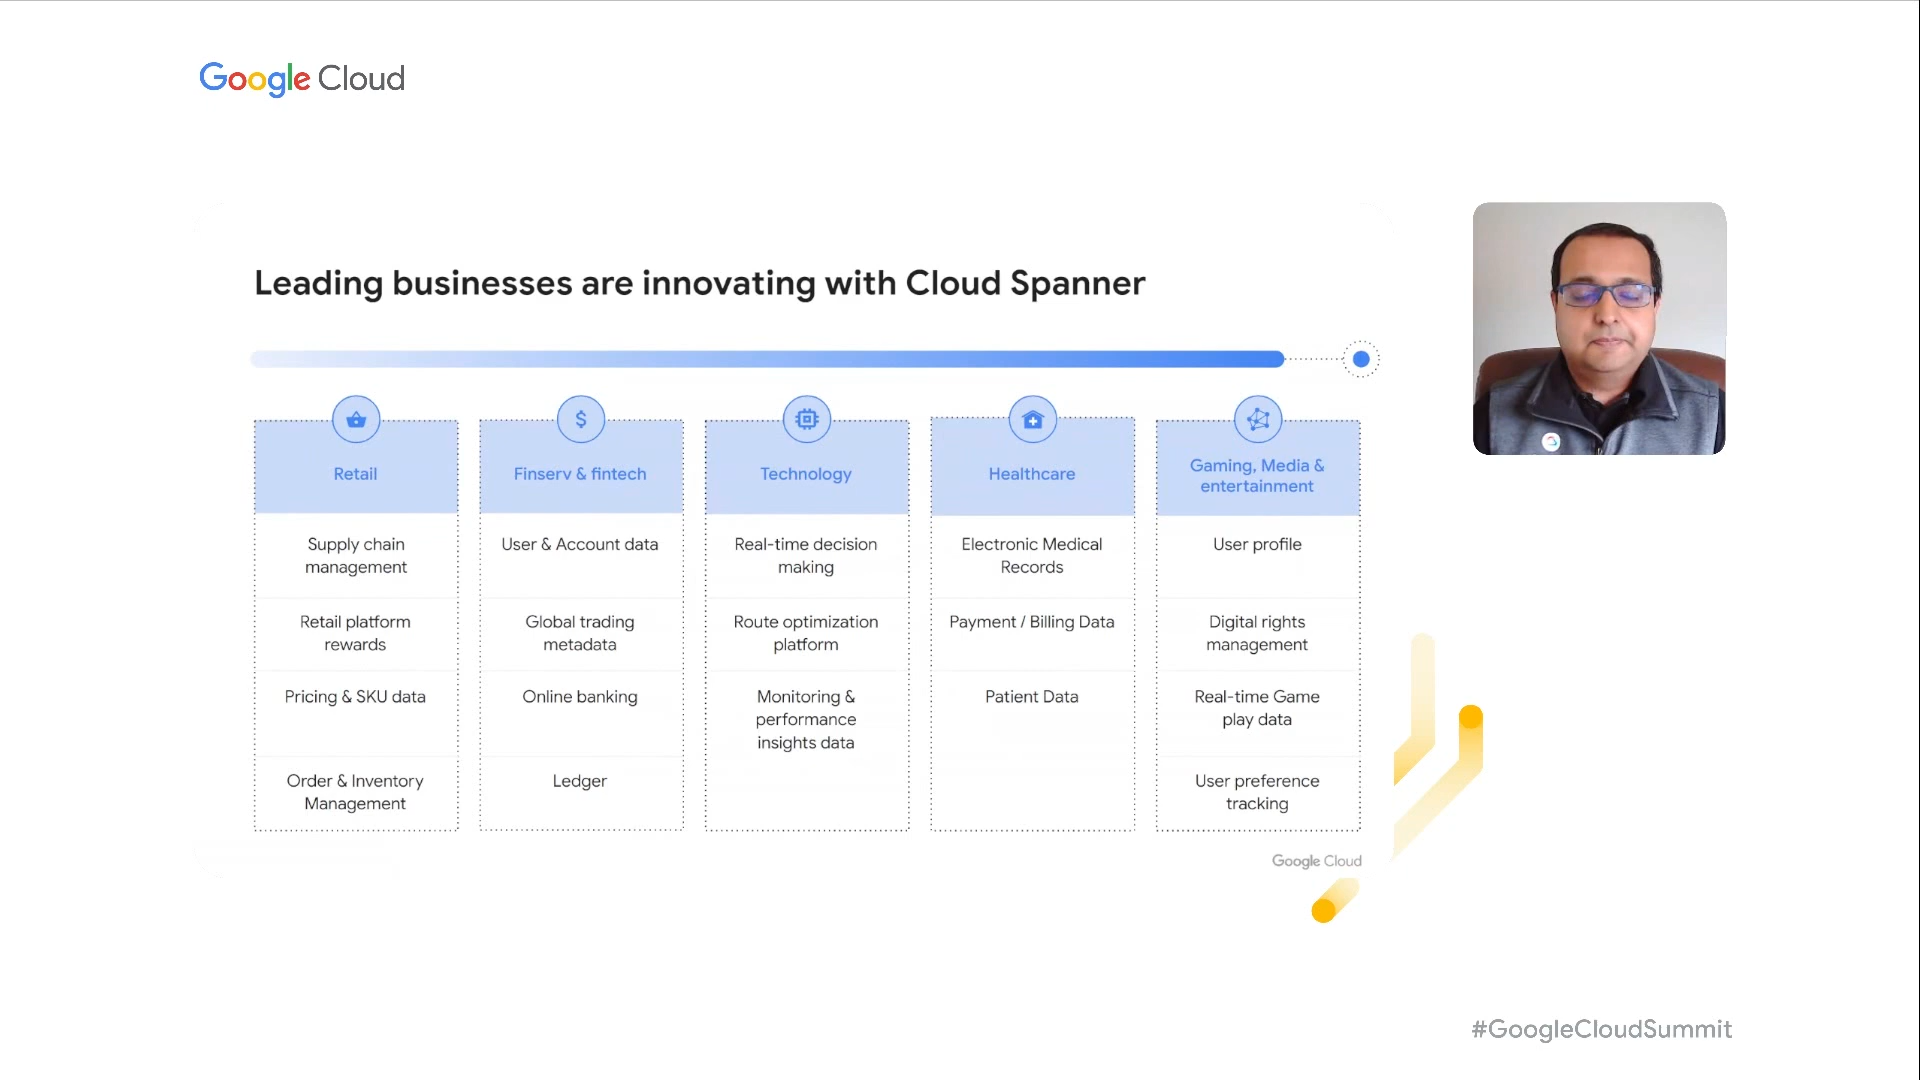 Google Cloud
Leading businesses are innovating with Cloud Spanner
$
Retail
Supply chain
management
Retail platform
rewards
Pricing & SKU data
Order & Inventory
Management
Finserv & fintech
User & Account data
Global trading
metadata
Online banking
Ledger
Technology
Real-time decision
making
Route optimization
platform
Monitoring &
performance
insights data
Healthcare
Electronic Medical
Records
Payment / Billing Data
Patient Data
Gaming, Media &
entertainment
User profile
Digital rights
management
Real-time Game
play data
User preference
tracking
Google Cloud
#GoogleCloudSummit